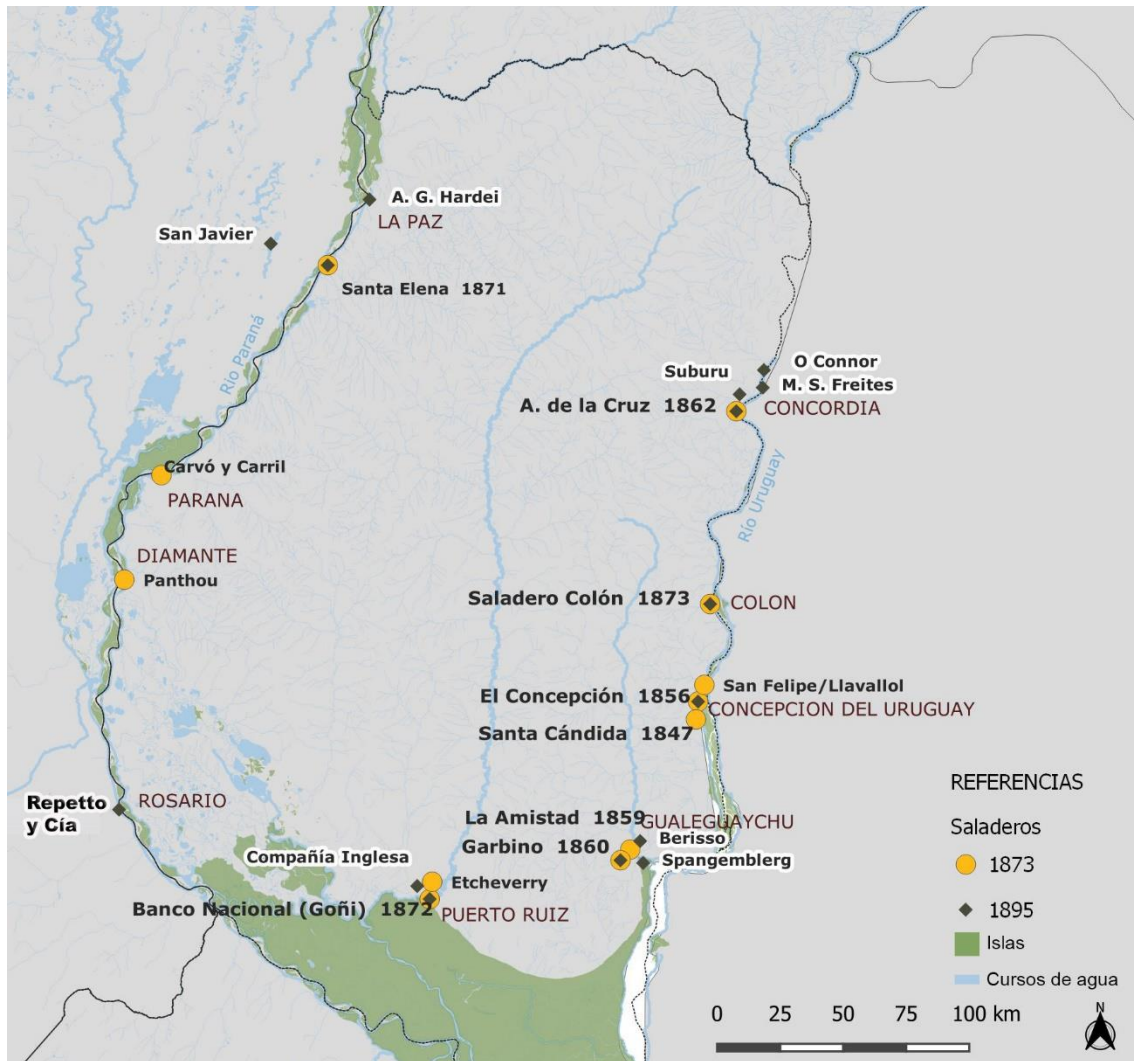 A. G. Hardei
LA PAZ
San Javier
Santa Elena 1871
Río Paraná
O Connor
Suburu
M. S. Freites
A. de la Cruz 1862
CONCORDIA
Carvó y Carril
PARANA
Río Uruguay
DIAMANTE
Panthou
Saladero Colón 1873
COLON
San Felipe/Llavallol
El Concepción 1856
CONCEPCION DEL URUGUAY
Santa Cándida 1847
Repetto
y Cía
ROSARIO
La Amistad 1859
GUALEGUAYCHU
Berisso
Garbino 1860
Spangemblerg
Compañía Inglesa
Etcheverry
Banco Nacional (Goñi) 1872
PUERTO RUIZ
REFERENCIAS
Saladeros
1873
1895
Islas
Cursos de agua
0 25 50 75 100 km
N